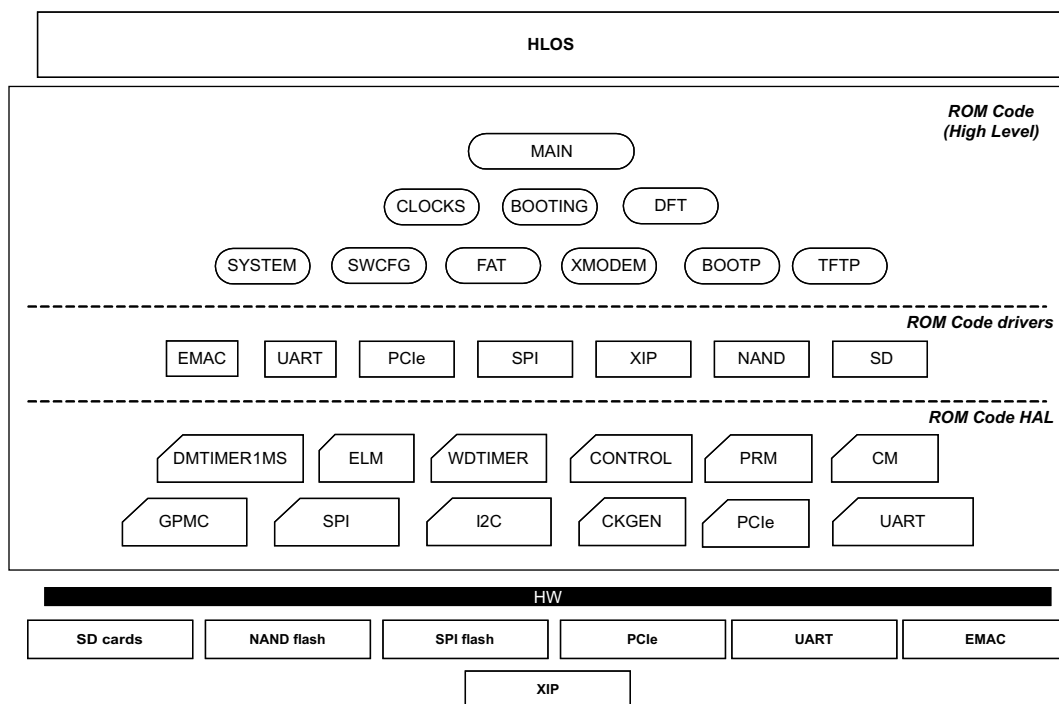 HLOS
ROM Code
(High Level)
MAIN
CLOCKS BOOTING DFT
SYSTEM SWCFG FAT XMODEM BOOTP TFTP
ROM Code drivers
EMAC UART PCIe SPI XIP NAND SD
ROM Code HAL
DMTIMER1MS ELM WDTIMER CONTROL PRM CM
GPMC SPI I2C CKGEN PCIe UART
HW
SD cards NAND flash SPI flash PCIe UART EMAC
XIP